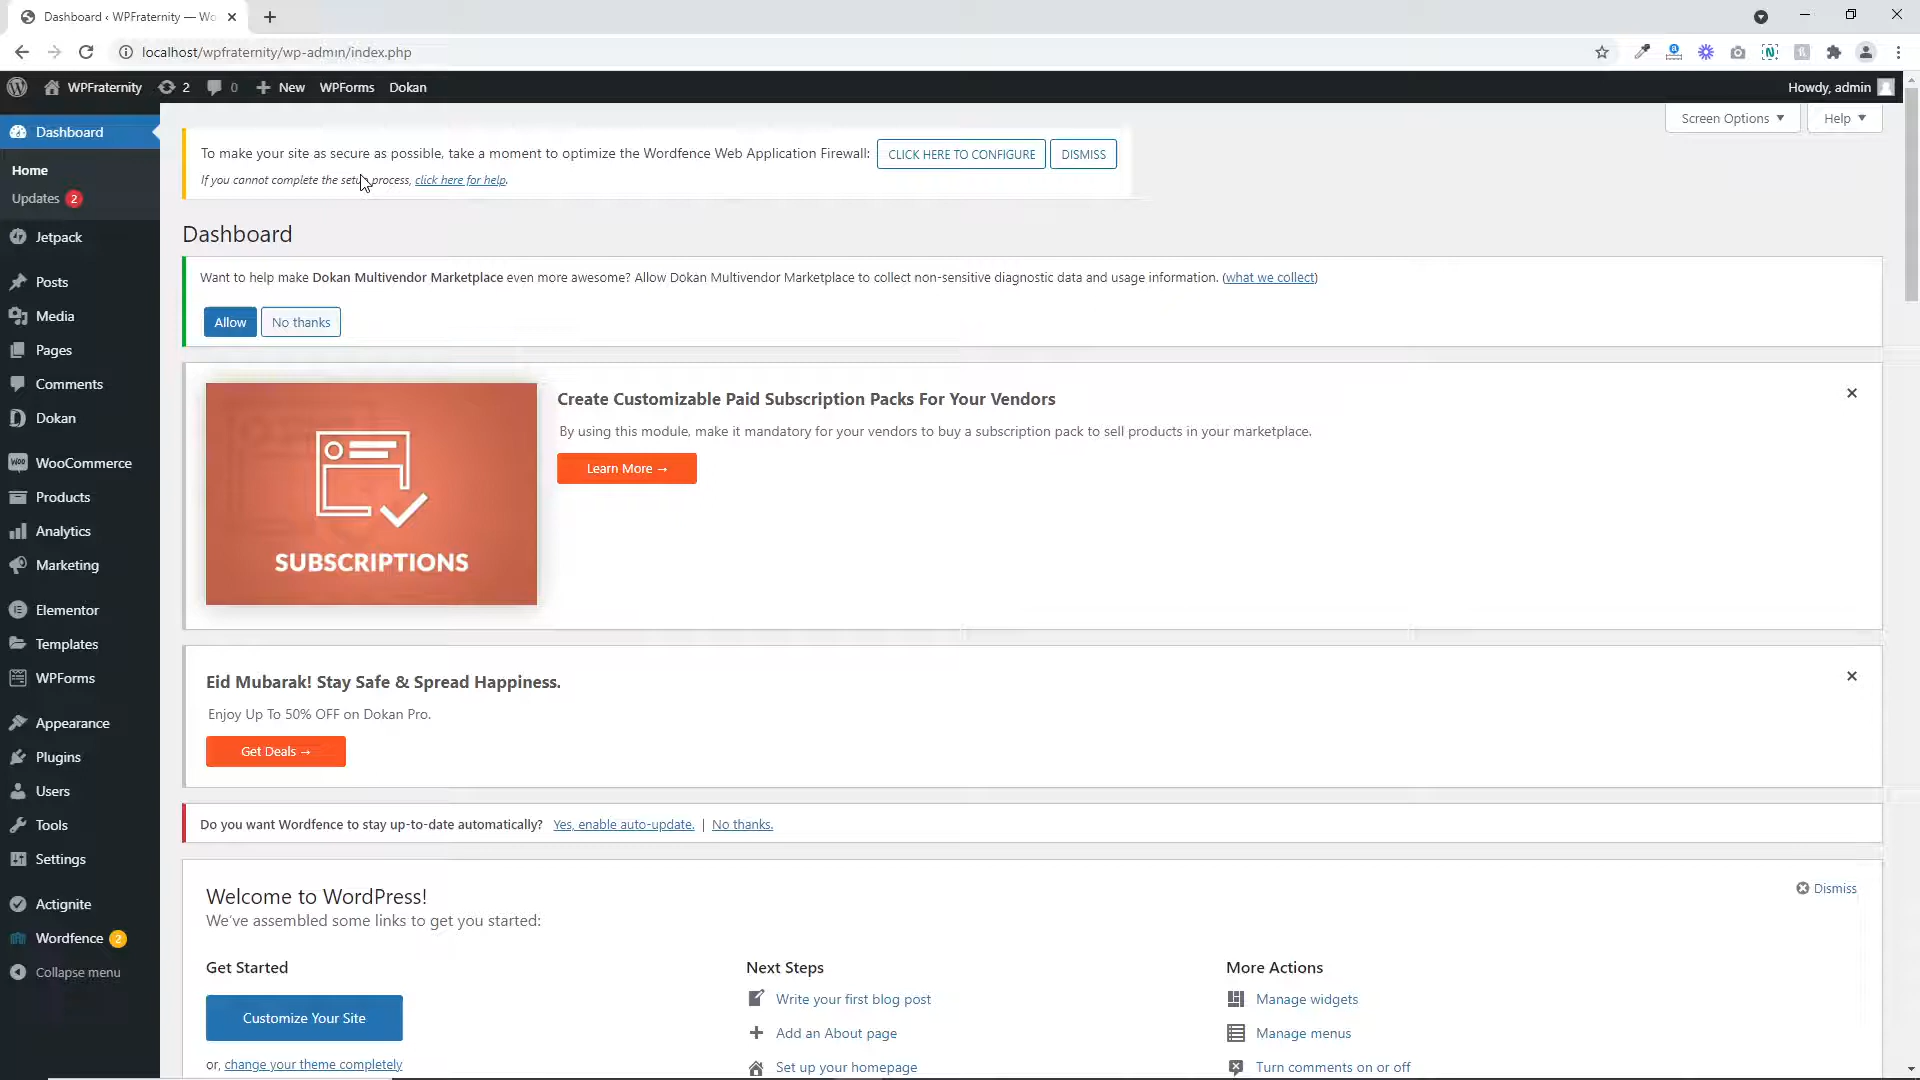 Dashboard ‹ WPFraternity — Wo
localhost/wpfraternity/wp-admin/index.php
WPFraternity 2 0 New WPForms Dokan Howdy, admin
Screen Options Help
Dashboard
Home
Updates 2
Jetpack
Posts
Media
Pages
Comments
Dokan
WooCommerce
Products
Analytics
Marketing
Elementor
Templates
WPForms
Appearance
Plugins
Users
Tools
Settings
Actignite
Wordfence 2
Collapse menu
To make your site as secure as possible, take a moment to optimize the Wordfence Web Application Firewall: CLICK HERE TO CONFIGURE DISMISS
If you cannot complete the setup process, click here for help.
Dashboard
Want to help make Dokan Multivendor Marketplace even more awesome? Allow Dokan Multivendor Marketplace to collect non-sensitive diagnostic data and usage information. (what we collect)
Allow No thanks
SUBSCRIPTIONS
Create Customizable Paid Subscription Packs For Your Vendors
By using this module, make it mandatory for your vendors to buy a subscription pack to sell products in your marketplace.
Learn More →
Eid Mubarak! Stay Safe & Spread Happiness.
Enjoy Up To 50% OFF on Dokan Pro.
Get Deals →
Do you want Wordfence to stay up-to-date automatically? Yes, enable auto-update. | No thanks.
Welcome to WordPress!
Dismiss
We've assembled some links to get you started:
Get Started
Customize Your Site
or, change your theme completely
Next Steps
Write your first blog post
Add an About page
Set up your homepage
More Actions
Manage widgets
Manage menus
Turn comments on or off